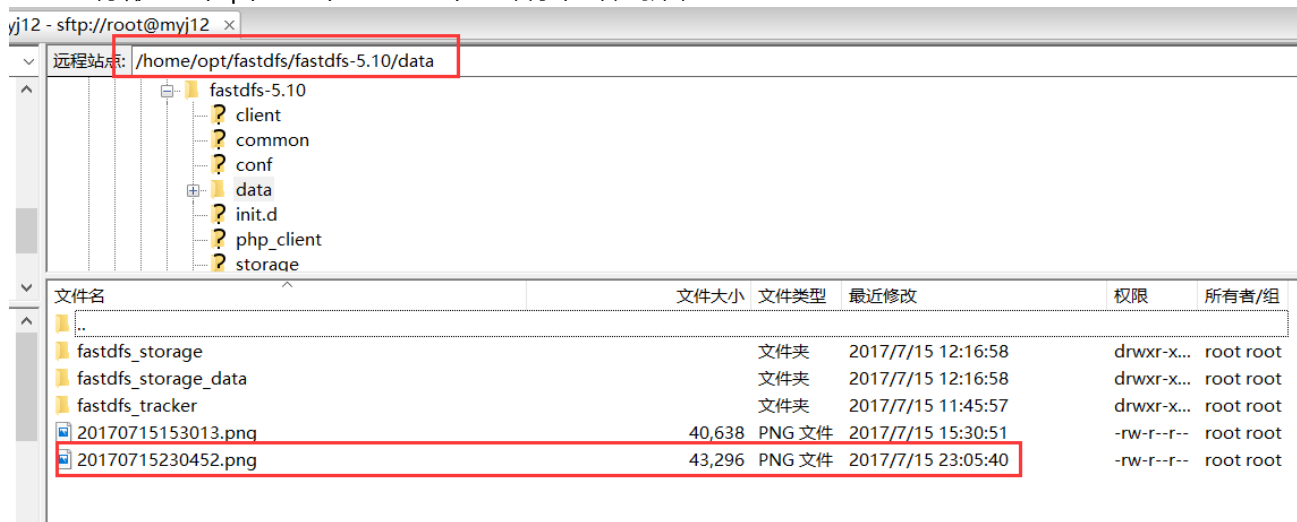 yj12 - sftp://root@myj12 ×
远程站点: /home/opt/fastdfs/fastdfs-5.10/data
fastdfs-5.10
? client
? common
? conf
data
? init.d
? php_client
? storage
文件名 文件大小 文件类型 最近修改 权限 所有者/组
..
fastdfs_storage 文件夹 2017/7/15 12:16:58 drwxr-x... root root
fastdfs_storage_data 文件夹 2017/7/15 12:16:58 drwxr-x... root root
fastdfs_tracker 文件夹 2017/7/15 11:45:57 drwxr-x... root root
20170715153013.png 40,638 PNG 文件 2017/7/15 15:30:51 -rw-r--r-- root root
20170715230452.png 43,296 PNG 文件 2017/7/15 23:05:40 -rw-r--r-- root root